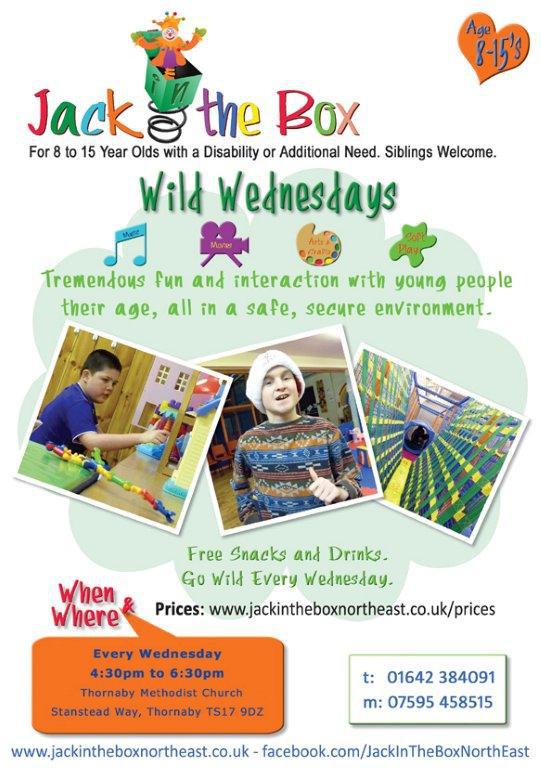 Age
8-15's
Jack in the Box
For 8 to 15 Year Olds with a Disability or Additional Need. Siblings Welcome.
Wild Wednesdays
Music
Movies
Arts & Crafts
Soft Play
Tremendous fun and interaction with young people
their age, all in a safe, secure environment.
Free Snacks and Drinks.
Go Wild Every Wednesday.
When &
Where
Prices: www.jackintheboxnortheast.co.uk/prices
Every Wednesday
4:30pm to 6:30pm
Thornaby Methodist Church
Stanstead Way, Thornaby TS17 9DZ
t: 01642 384091
m: 07595 458515
www.jackintheboxnortheast.co.uk - facebook.com/JackInTheBoxNorthEast